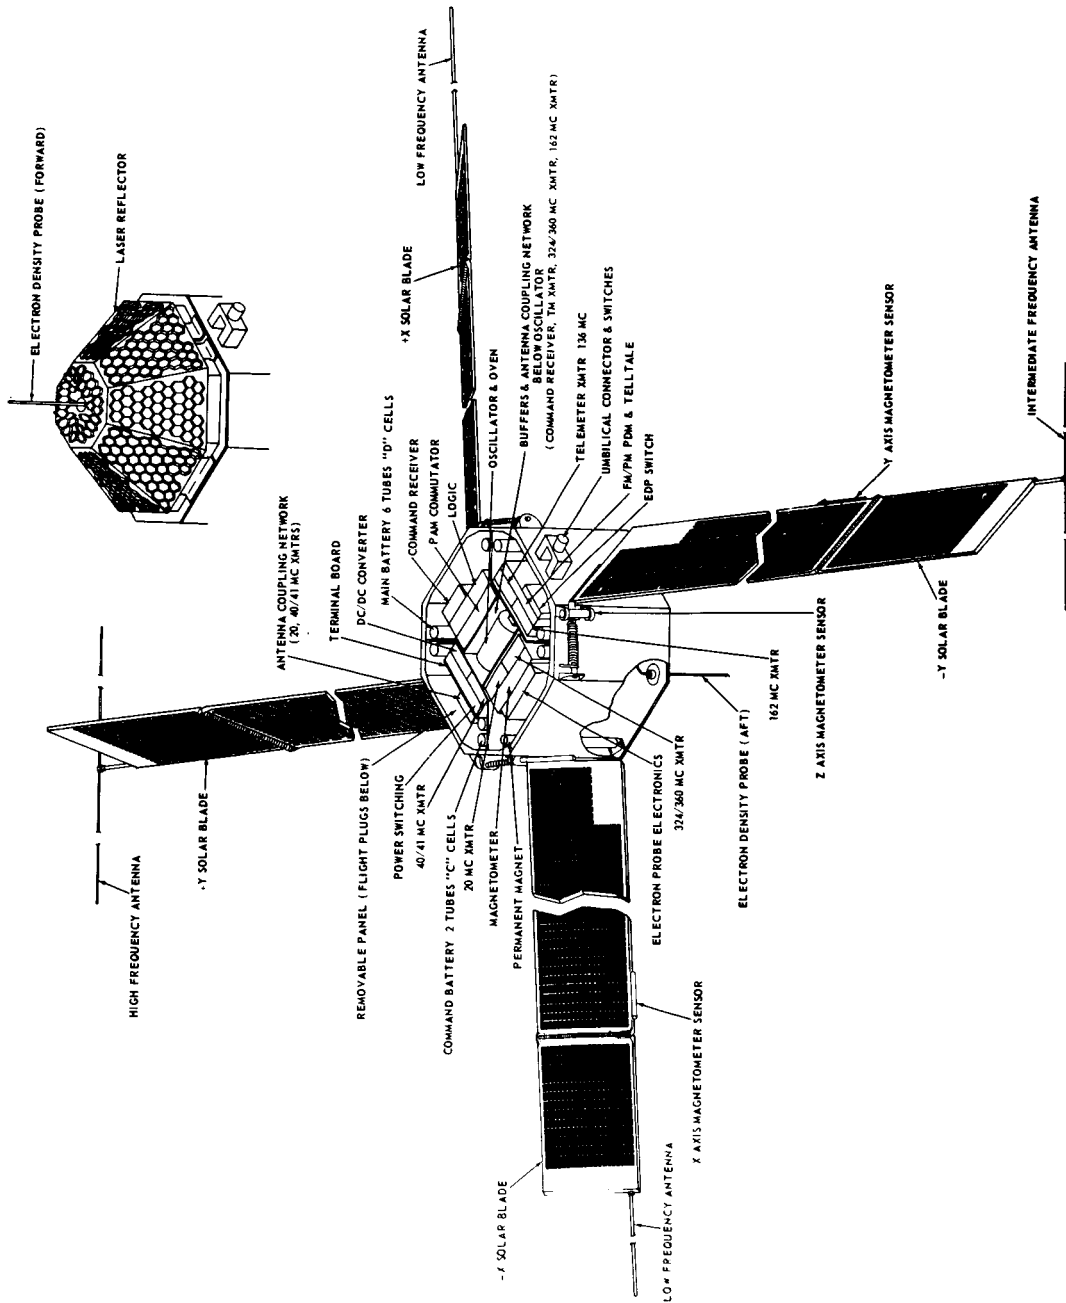 ELECTRON DENSITY PROBE (FORWARD)
LASER REFLECTOR
LOW FREQUENCY ANTENNA
+X SOLAR BLADE
BUFFERS & ANTENNA COUPLING NETWORK
BELOW OSCILLATOR
(COMMAND RECEIVER, TM XMTR, 324/360 MC XMTR, 162 MC XMTR)
OSCILLATOR & OVEN
TELEMETER XMTR 136 MC
UMBILICAL CONNECTOR & SWITCHES
FM/PM PDM & TELLTALE
EDP SWITCH
Y AXIS MAGNETOMETER SENSOR
INTERMEDIATE FREQUENCY ANTENNA
-Y SOLAR BLADE
162 MC XMTR
Z AXIS MAGNETOMETER SENSOR
ELECTRON DENSITY PROBE (AFT)
324/360 MC XMTR
ELECTRON PROBE ELECTRONICS
X AXIS MAGNETOMETER SENSOR
LOW FREQUENCY ANTENNA
-X SOLAR BLADE
PERMANENT MAGNET
MAGNETOMETER
20 MC XMTR
COMMAND BATTERY 2 TUBES "C" CELLS
40/41 MC XMTR
POWER SWITCHING
REMOVABLE PANEL (FLIGHT PLUGS BELOW)
+Y SOLAR BLADE
HIGH FREQUENCY ANTENNA
ANTENNA COUPLING NETWORK
(20, 40/41 MC XMTRS)
TERMINAL BOARD
DC/DC CONVERTER
MAIN BATTERY 6 TUBES "D" CELLS
COMMAND RECEIVER
PAM COMMUTATOR
LOGIC